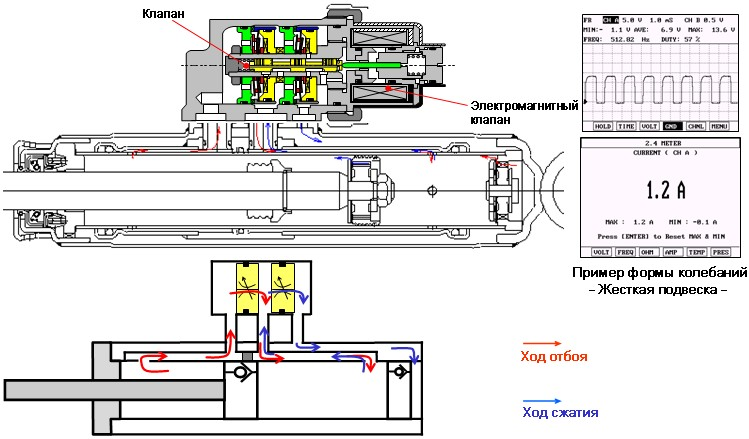 Клапан
Электромагнитный
клапан
FR CH A 5.0 V 1.0 mS CH B 0.5 V
MIN:- 1.1 V AVE: 6.9 V MAX: 13.6 V
FREQ: 512.82 Hz DUTY: 57 %
HOLD TIME VOLT GND CHNL MENU
2.4 METER
CURRENT ( CH A )
1.2 A
MAX : 1.2 A MIN : -0.1 A
Press [ENTER] to Reset MAX & MIN
VOLT FREQ OHM AMP TEMP PRES
Пример формы колебаний
– Жесткая подвеска –
Ход отбоя
Ход сжатия